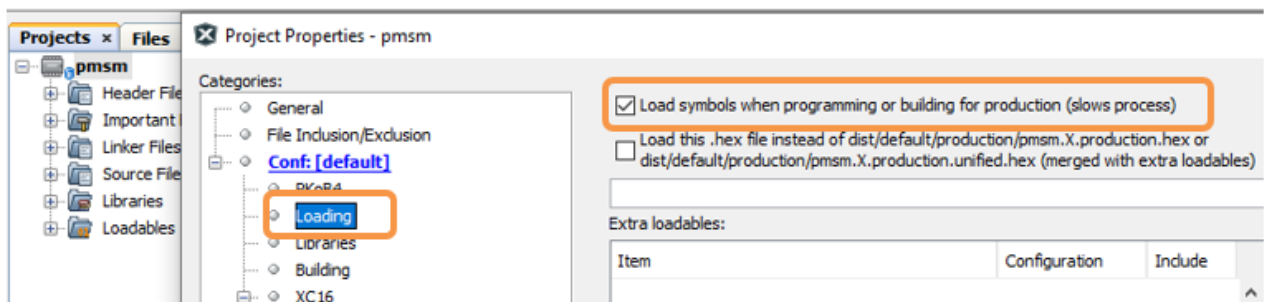 Projects × Files
Project Properties - pmsm
pmsm
Header File
Important
Linker Files
Source File
Libraries
Loadables
Categories:
General
File Inclusion/Exclusion
Conf: [default]
PKoB4
Loading
Libraries
Building
XC16
Load symbols when programming or building for production (slows process)
Load this .hex file instead of dist/default/production/pmsm.X.production.hex or
dist/default/production/pmsm.X.production.unified.hex (merged with extra loadables)
Extra loadables:
Item Configuration Include